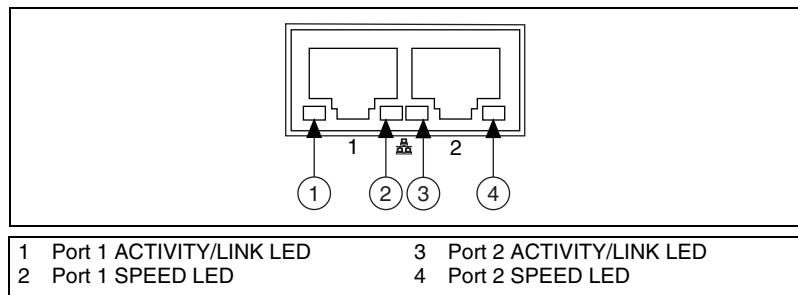 1 2
1 2 3 4
1 Port 1 ACTIVITY/LINK LED 3 Port 2 ACTIVITY/LINK LED
2 Port 1 SPEED LED 4 Port 2 SPEED LED